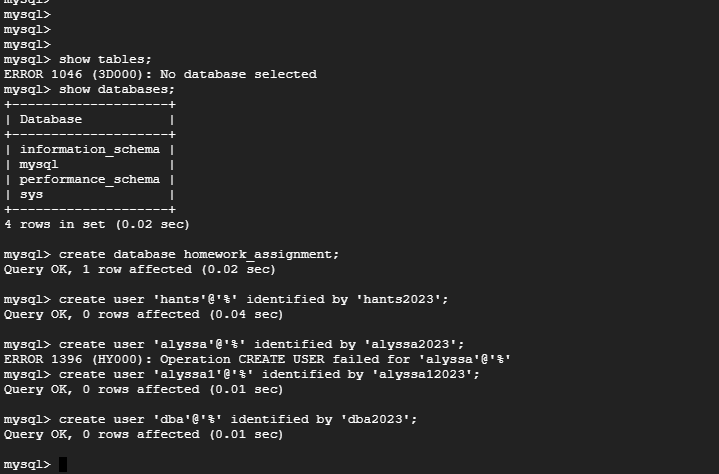 mysql>
mysql>
mysql>
mysql>
mysql> show tables;
ERROR 1046 (3D000): No database selected
mysql> show databases;
+--------------------+
| Database           |
+--------------------+
| information_schema |
| mysql              |
| performance_schema |
| sys                |
+--------------------+
4 rows in set (0.02 sec)

mysql> create database homework_assignment;
Query OK, 1 row affected (0.02 sec)

mysql> create user 'hants'@'%' identified by 'hants2023';
Query OK, 0 rows affected (0.04 sec)

mysql> create user 'alyssa'@'%' identified by 'alyssa2023';
ERROR 1396 (HY000): Operation CREATE USER failed for 'alyssa'@'%'
mysql> create user 'alyssa1'@'%' identified by 'alyssa12023';
Query OK, 0 rows affected (0.01 sec)

mysql> create user 'dba'@'%' identified by 'dba2023';
Query OK, 0 rows affected (0.01 sec)

mysql>